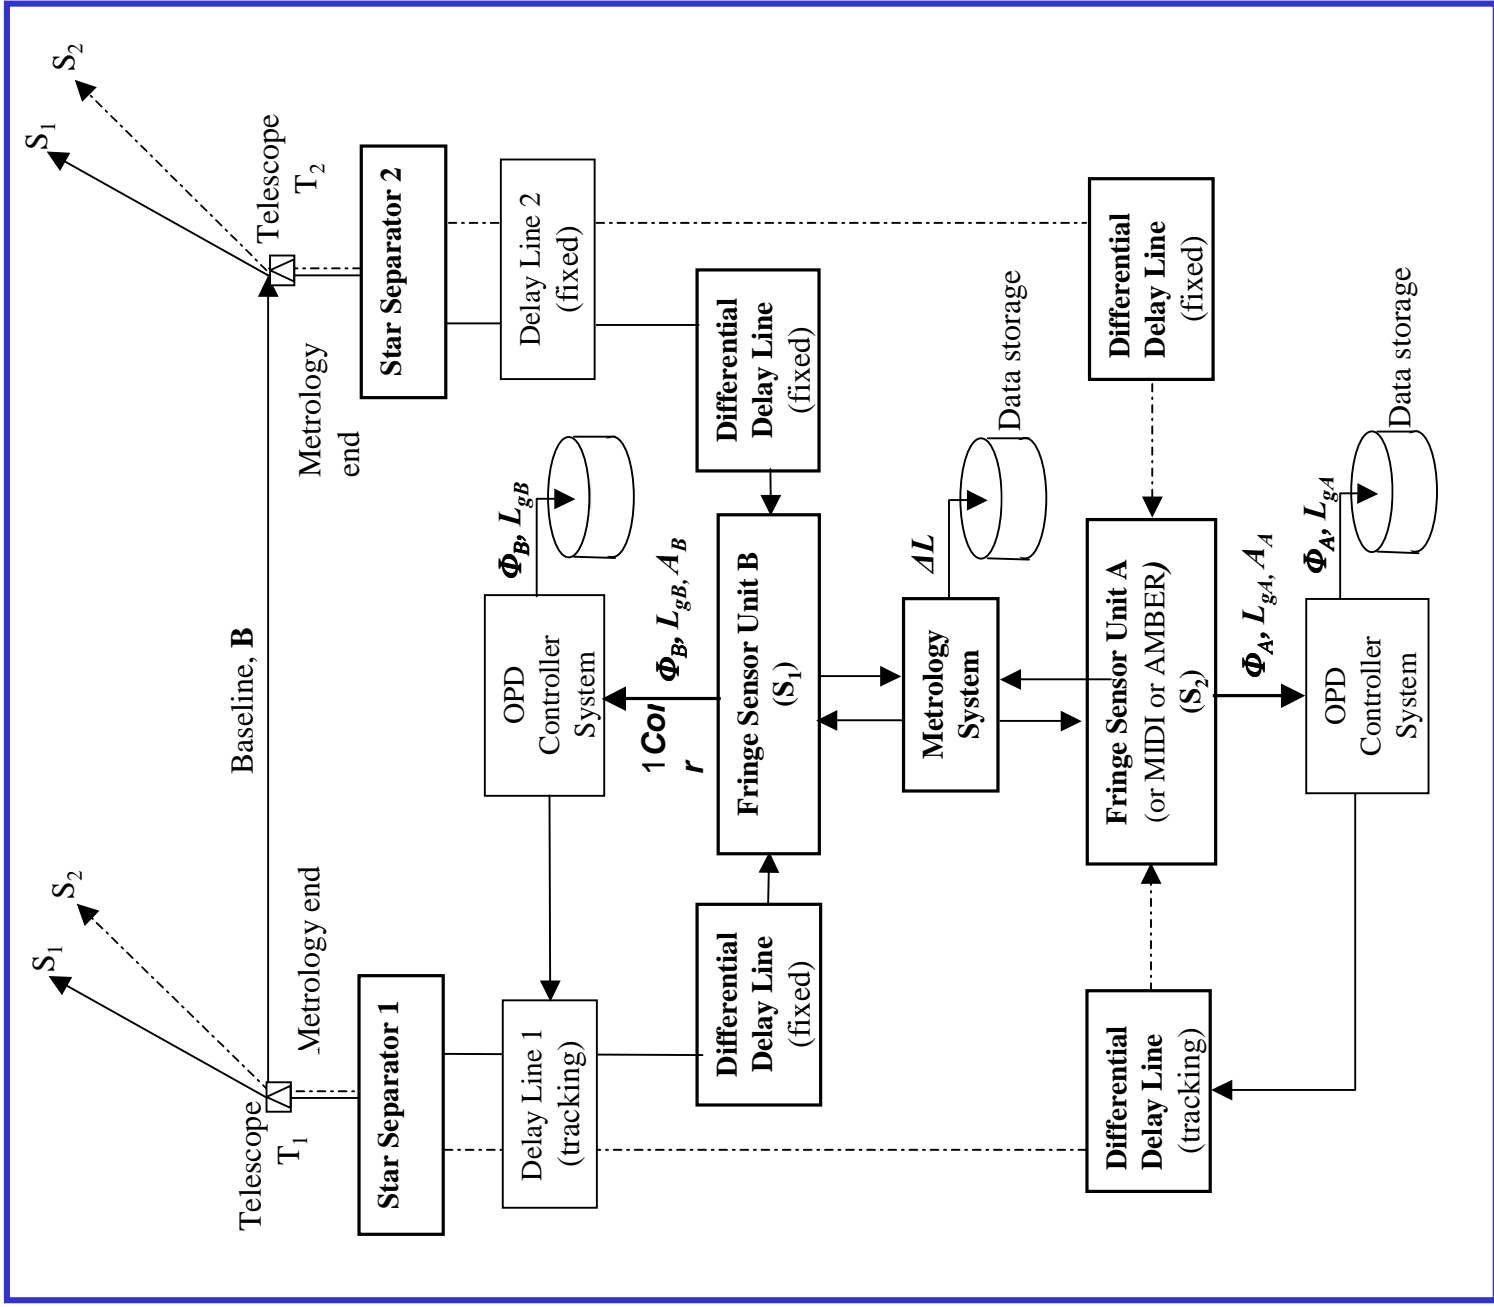 S1
S2
Telescope
T1
Metrology end
Baseline, B
S1
S2
Telescope
T2
Metrology
end
Star Separator 1
Star Separator 2
Delay Line 1
(tracking)
OPD
Controller
System
ΦB, LgB
Delay Line 2
(fixed)
1 Col
r
ΦB, LgB, AB
Differential
Delay Line
(fixed)
Fringe Sensor Unit B
(S1)
Differential
Delay Line
(fixed)
Metrology
System
ΔL
Data storage
Differential
Delay Line
(tracking)
Fringe Sensor Unit A
(or MIDI or AMBER)
(S2)
Differential
Delay Line
(fixed)
ΦA, LgA, AA
OPD
Controller
System
ΦA, LgA
Data storage